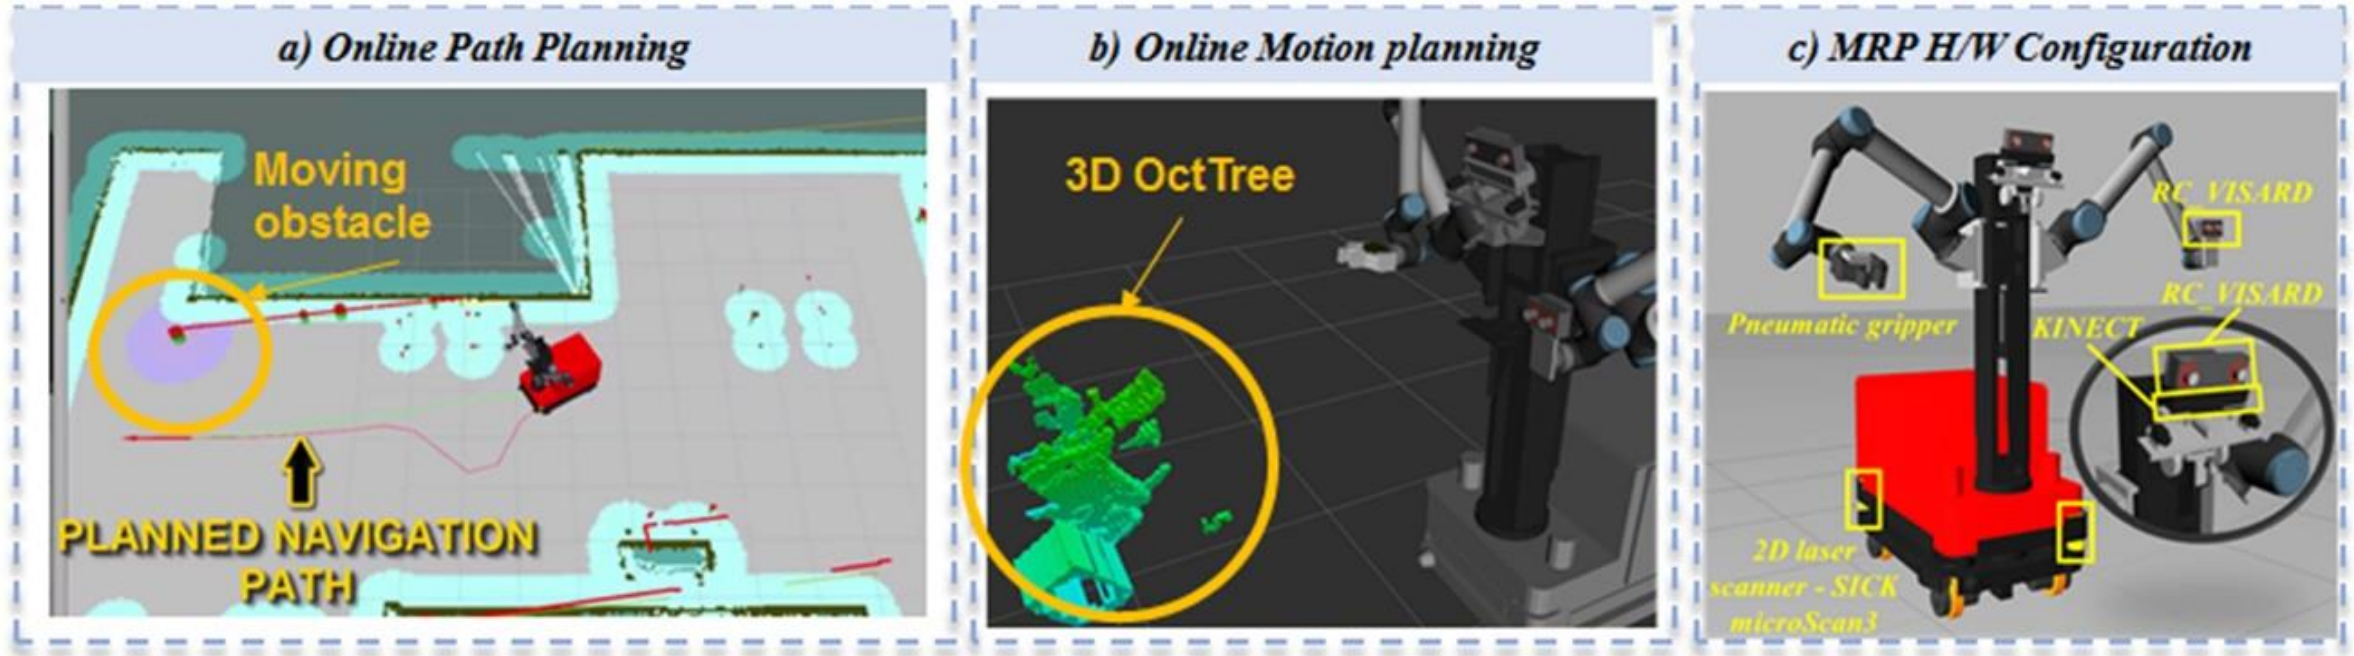 a) Online Path Planning
Moving
obstacle
PLANNED NAVIGATION
PATH
b) Online Motion planning
3D OctTree
c) MRP H/W Configuration
RC_VISARD
RC_VISARD
Pneumatic gripper
KINECT
2D laser
scanner - SICK
microScan3